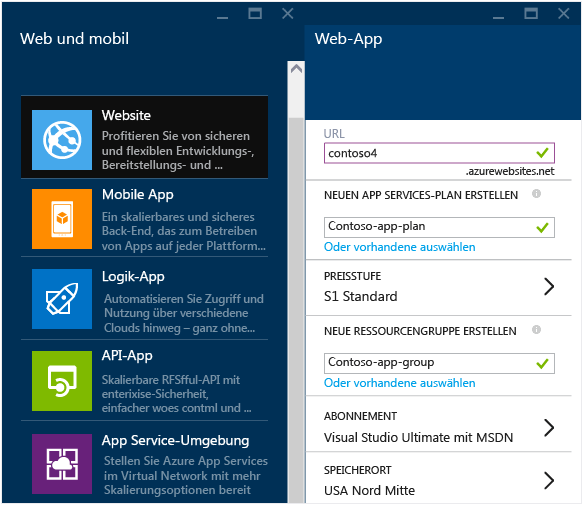 Web und mobil
Website
Profitieren Sie von sicheren
und flexiblen Entwicklungs-,
Bereitstellungs- und ...
Mobile App
Ein skalierbares und sicheres
Back-End, das zum Betreiben
von Apps auf jeder Plattform...
Logik-App
Automatisieren Sie Zugriff und
Nutzung über verschiedene
Clouds hinweg – ganz ohne...
API-App
Skalierbare RFSfful-API mit
enterixise-Sicherheit,
einfacher woes contml und ...
App Service-Umgebung
Stellen Sie Azure App Services
im Virtual Network mit mehr
Skalierungsoptionen bereit
Web-App
URL
contoso4
.azurewebsites.net
NEUEN APP SERVICES-PLAN ERSTELLEN
Contoso-app-plan
Oder vorhandene auswählen
PREISSTUFE
S1 Standard
NEUE RESSOURCENGRUPPE ERSTELLEN
Contoso-app-group
Oder vorhandene auswählen
ABONNEMENT
Visual Studio Ultimate mit MSDN
SPEICHERORT
USA Nord Mitte